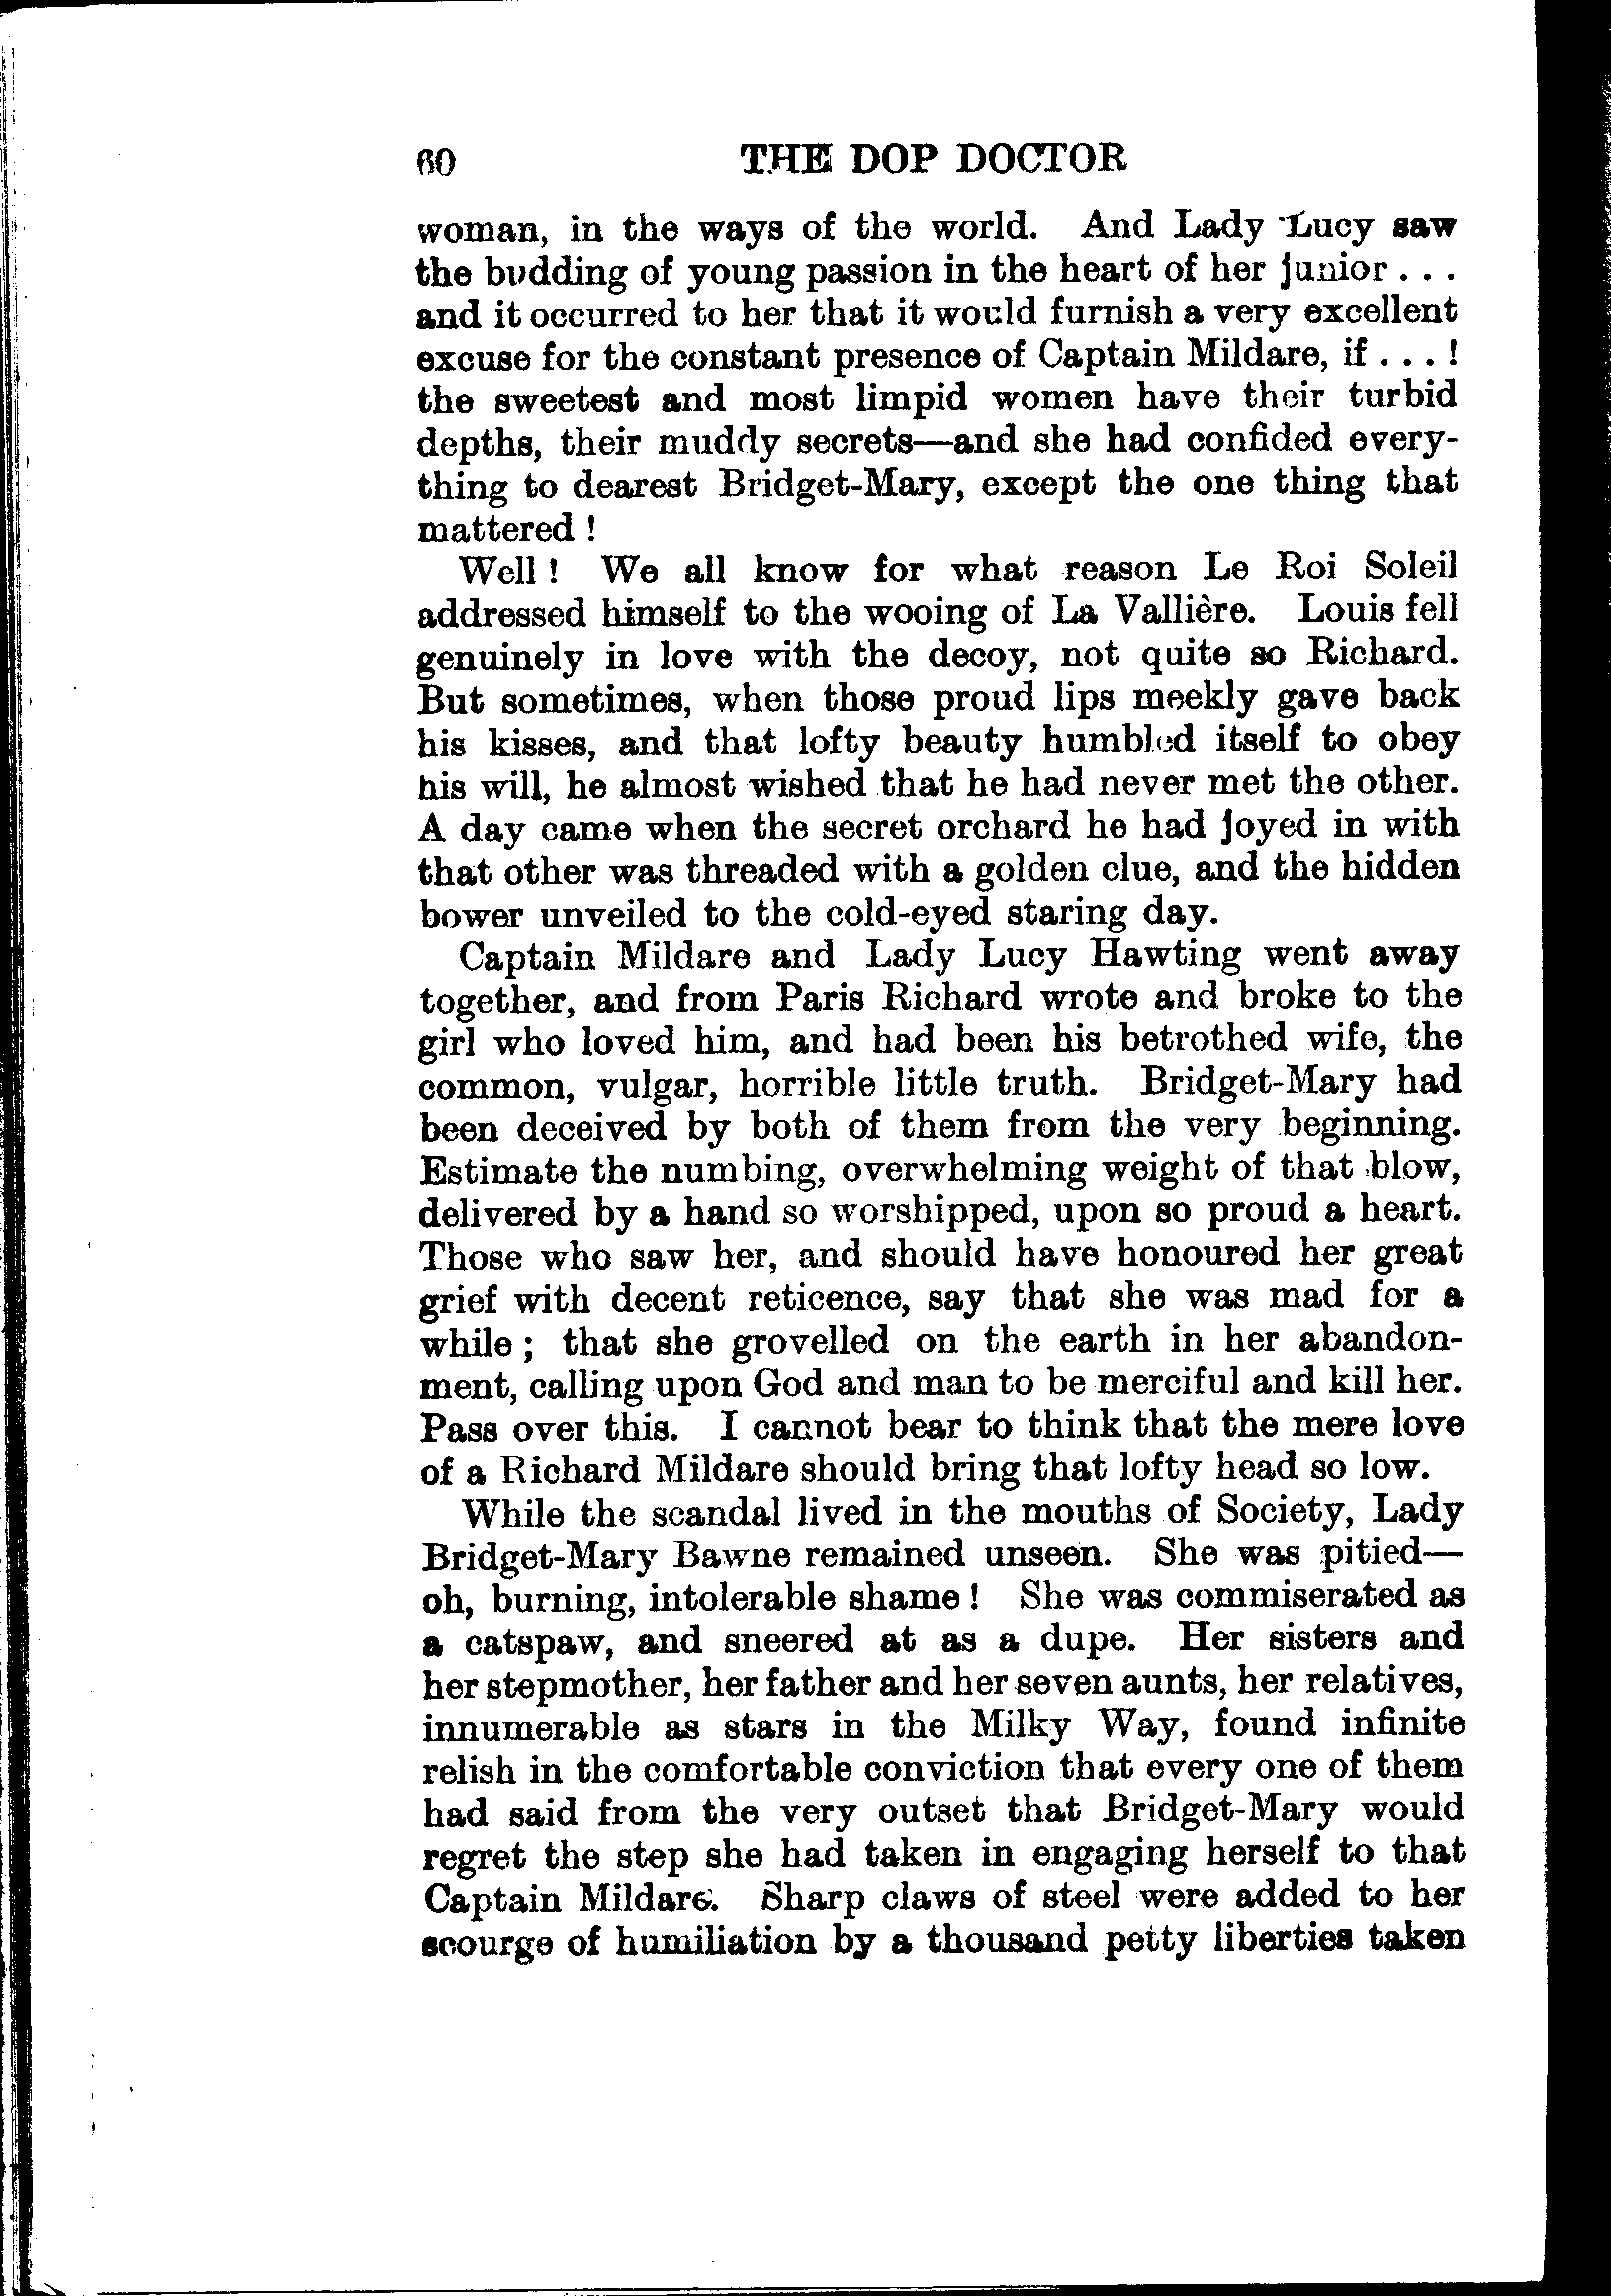 60 THE DOP DOCTOR
woman, in the ways of the world. And Lady Lucy saw
the budding of young passion in the heart of her junior . . .
and it occurred to her that it would furnish a very excellent
excuse for the constant presence of Captain Mildare, if . . . !
the sweetest and most limpid women have their turbid
depths, their muddy secrets—and she had confided every-
thing to dearest Bridget-Mary, except the one thing that
mattered !
Well ! We all know for what reason Le Roi Soleil
addressed himself to the wooing of La Vallière. Louis fell
genuinely in love with the decoy, not quite so Richard.
But sometimes, when those proud lips meekly gave back
his kisses, and that lofty beauty humbled itself to obey
his will, he almost wished that he had never met the other.
A day came when the secret orchard he had joyed in with
that other was threaded with a golden clue, and the hidden
bower unveiled to the cold-eyed staring day.
Captain Mildare and Lady Lucy Hawting went away
together, and from Paris Richard wrote and broke to the
girl who loved him, and had been his betrothed wife, the
common, vulgar, horrible little truth. Bridget-Mary had
been deceived by both of them from the very beginning.
Estimate the numbing, overwhelming weight of that blow,
delivered by a hand so worshipped, upon so proud a heart.
Those who saw her, and should have honoured her great
grief with decent reticence, say that she was mad for a
while ; that she grovelled on the earth in her abandon-
ment, calling upon God and man to be merciful and kill her.
Pass over this. I cannot bear to think that the mere love
of a Richard Mildare should bring that lofty head so low.
While the scandal lived in the mouths of Society, Lady
Bridget-Mary Bawne remained unseen. She was pitied—
oh, burning, intolerable shame ! She was commiserated as
a catspaw, and sneered at as a dupe. Her sisters and
her stepmother, her father and her seven aunts, her relatives,
innumerable as stars in the Milky Way, found infinite
relish in the comfortable conviction that every one of them
had said from the very outset that Bridget-Mary would
regret the step she had taken in engaging herself to that
Captain Mildare. Sharp claws of steel were added to her
scourge of humiliation by a thousand petty liberties taken